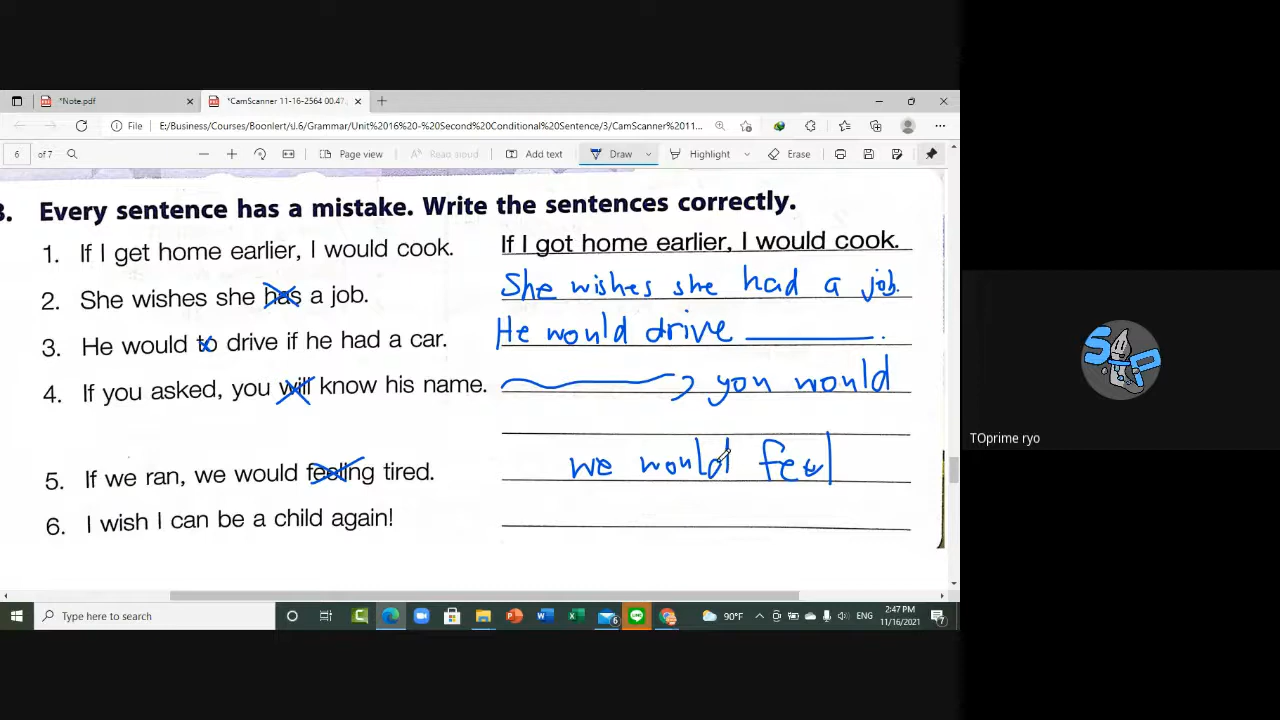 *Note.pdf
*CamScanner 11-16-2564 00.47
File E:/Business/Courses/Boonlert/ป.6/Grammar/Unit%2016%20-%20Second%20Conditional%20Sentence/3/CamScanner%2011...
6 of 7 Page view Read aloud Add text Draw Highlight Erase
3. Every sentence has a mistake. Write the sentences correctly.
1. If I get home earlier, I would cook. If I got home earlier, I would cook.
2. She wishes she has a job. She wishes she had a job.
3. He would to drive if he had a car. He would drive ________.
4. If you asked, you will know his name. , you would
5. If we ran, we would feeling tired. we would feel
6. I wish I can be a child again!
TOprime ryo
Type here to search 6 90°F ENG 2:47 PM 11/16/2021 7
SP